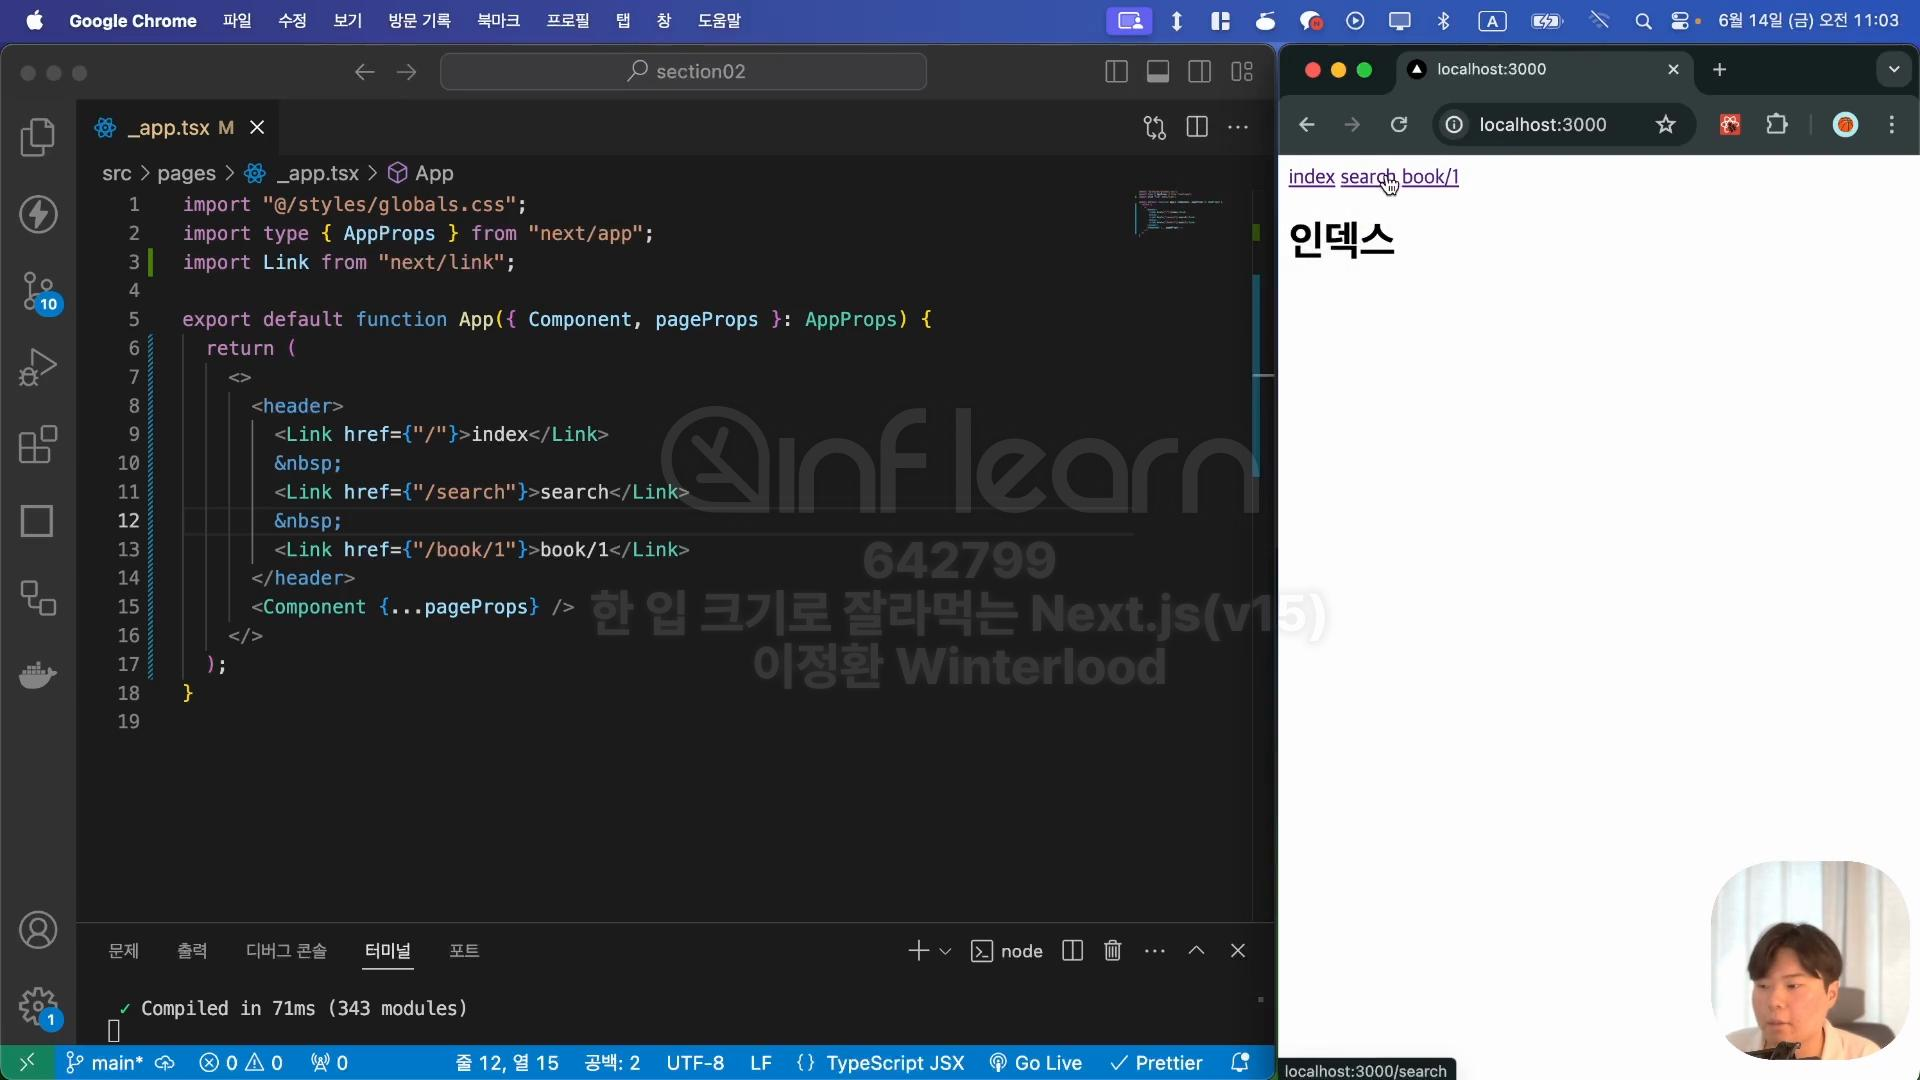 Google Chrome 파일 수정 보기 방문 기록 북마크 프로필 탭 창 도움말 A 6월 14일 (금) 오전 11:03
section02
_app.tsx M
src > pages > _app.tsx > App
1 import "@/styles/globals.css";
2 import type { AppProps } from "next/app";
3 import Link from "next/link";
4
5 export default function App({ Component, pageProps }: AppProps) {
6 return (
7 <>
8 <header>
9 <Link href={"/"}>index</Link>
10 &nbsp;
11 <Link href={"/search"}>search</Link>
12 &nbsp;
13 <Link href={"/book/1"}>book/1</Link>
14 </header>
15 <Component {...pageProps} />
16 </>
17 );
18 }
19
10
1
문제 출력 디버그 콘솔 터미널 포트 node
✓ Compiled in 71ms (343 modules)
main* 0 0 0 줄 12, 열 15 공백: 2 UTF-8 LF {} TypeScript JSX Go Live Prettier
localhost:3000
localhost:3000
index search book/1
인덱스
localhost:3000/search
inflearn
642799
한 입 크기로 잘라먹는 Next.js(v15)
이정환 Winterlood